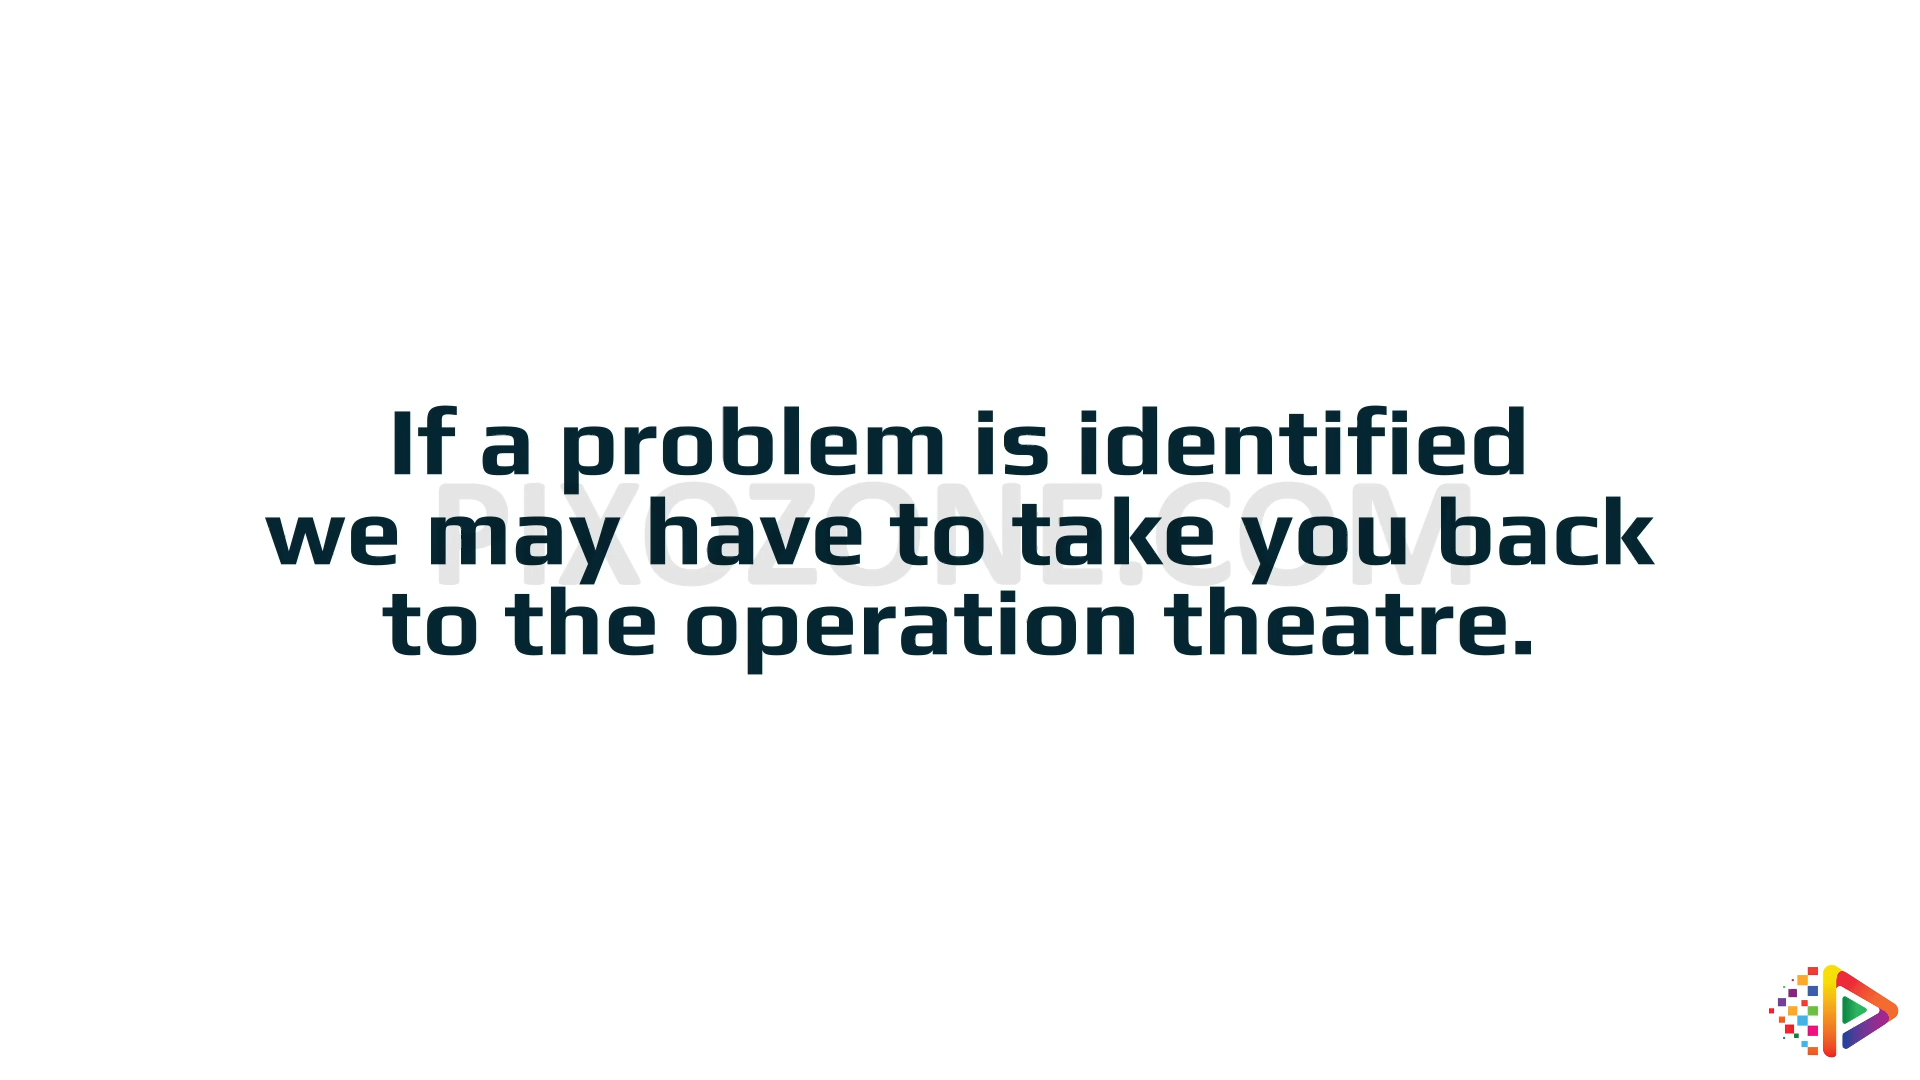 If a problem is identified
we may have to take you back
to the operation theatre.
PIXOZONE.COM